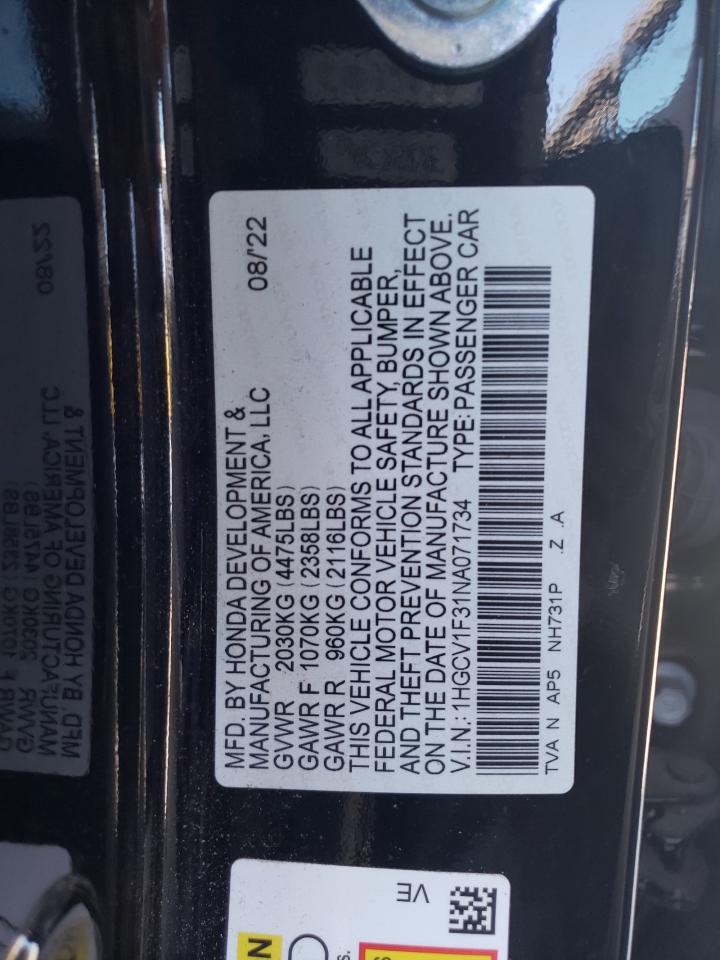 MFD. BY HONDA DEVELOPMENT &
MANUFACTURING OF AMERICA, LLC 08/'22
GVWR 2030KG (4475LBS)
GAWR F 1070KG (2358LBS)
GAWR R 960KG (2116LBS)
THIS VEHICLE CONFORMS TO ALL APPLICABLE
FEDERAL MOTOR VEHICLE SAFETY, BUMPER,
AND THEFT PREVENTION STANDARDS IN EFFECT
ON THE DATE OF MANUFACTURE SHOWN ABOVE.
V.I.N.: 1HGCV1F31NA071734 TYPE: PASSENGER CAR
TVA N AP5 NH731P .Z .A
VE